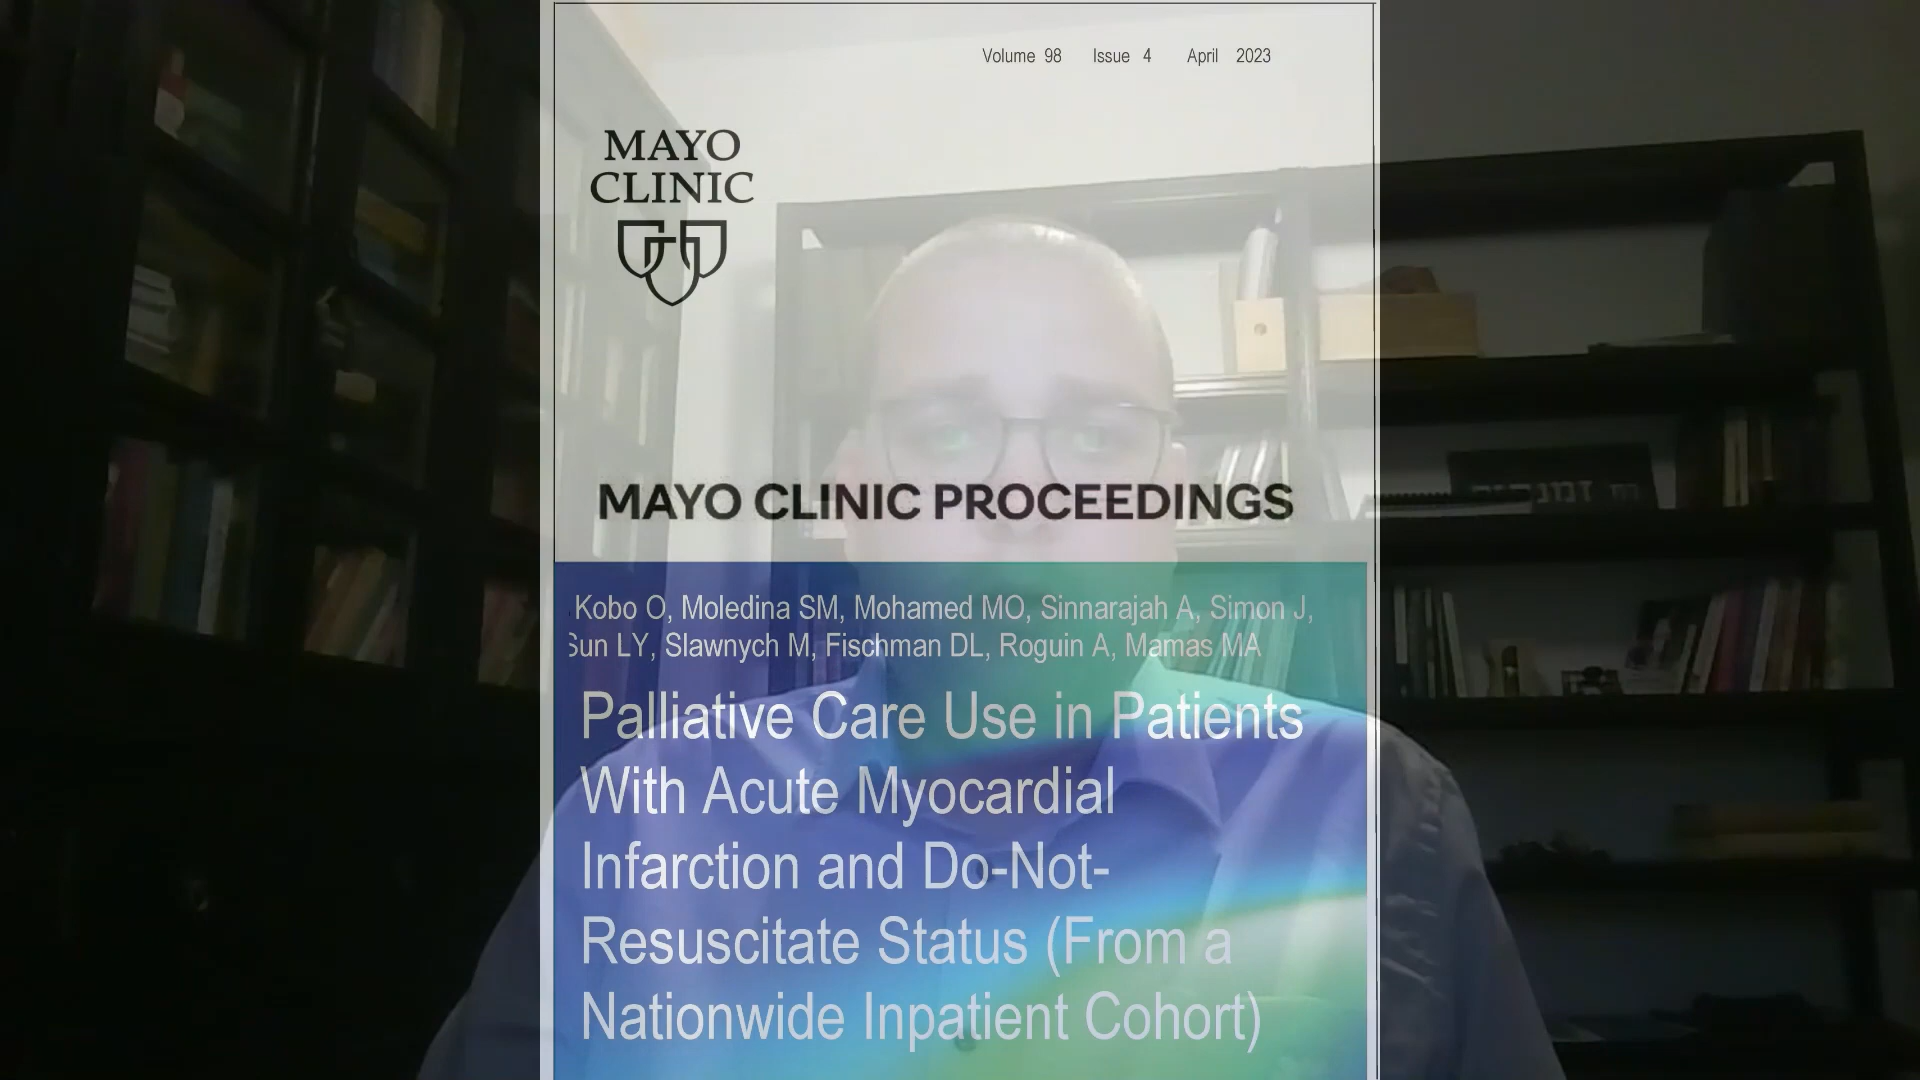 Volume 98 Issue 4 April 2023
MAYO
CLINIC
MAYO CLINIC PROCEEDINGS
Kobo O, Moledina SM, Mohamed MO, Sinnarajah A, Simon J,
Sun LY, Slawnych M, Fischman DL, Roguin A, Mamas MA
Palliative Care Use in Patients
With Acute Myocardial
Infarction and Do-Not-
Resuscitate Status (From a
Nationwide Inpatient Cohort)